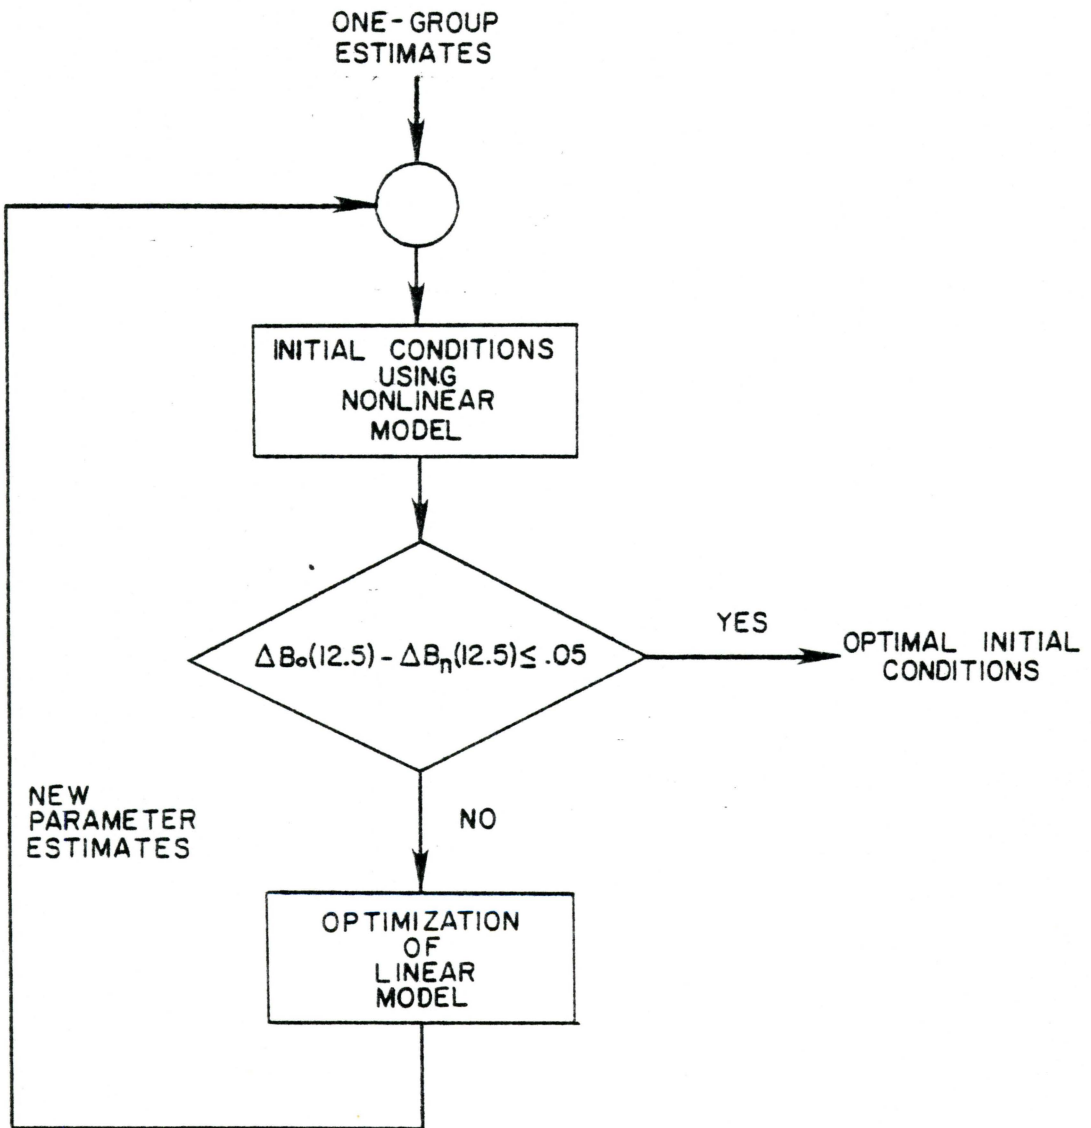 ONE-GROUP
ESTIMATES
INITIAL CONDITIONS
USING
NONLINEAR
MODEL
ΔB₀(12.5) - ΔBₙ(12.5) ≤ .05
YES
OPTIMAL INITIAL
CONDITIONS
NEW
PARAMETER
ESTIMATES
NO
OPTIMIZATION
OF
LINEAR
MODEL